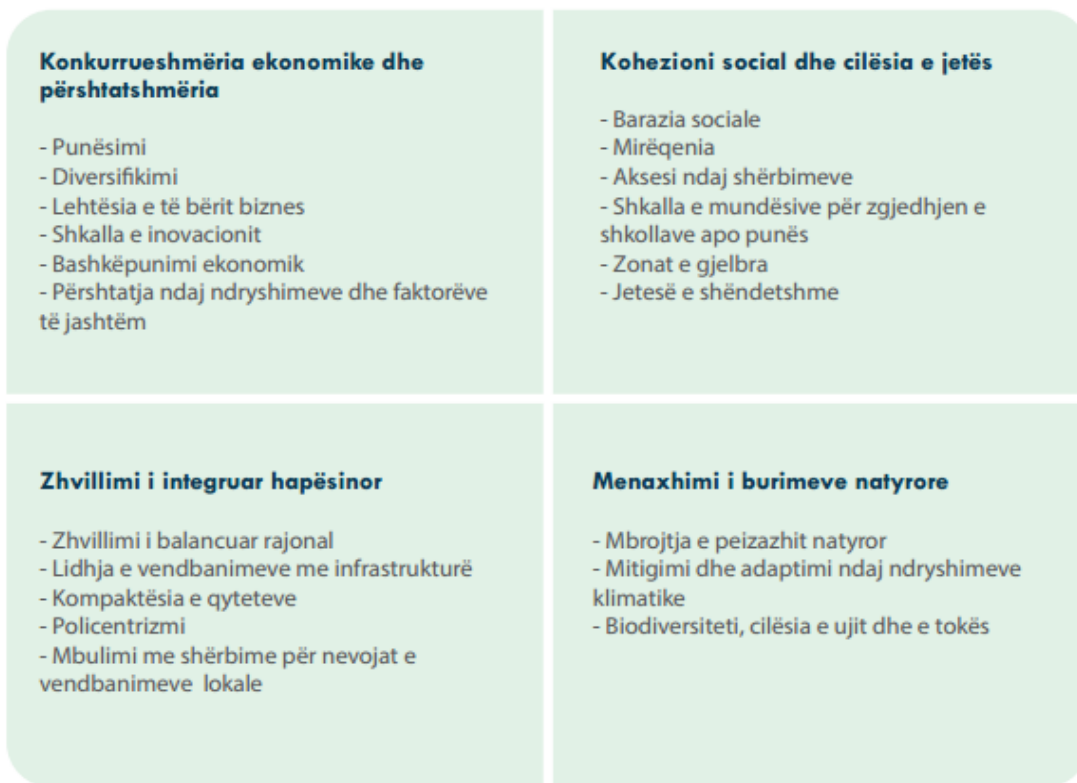 Konkurrueshmëria ekonomike dhe
përshtatshmëria
- Punësimi
- Diversifikimi
- Lehtësia e të bërit biznes
- Shkalla e inovacionit
- Bashkëpunimi ekonomik
- Përshtatja ndaj ndryshimeve dhe faktorëve
të jashtëm
Kohezioni social dhe cilësia e jetës
- Barazia sociale
- Mirëqenia
- Aksesi ndaj shërbimeve
- Shkalla e mundësive për zgjedhjen e
shkollave apo punës
- Zonat e gjelbra
- Jetesë e shëndetshme
Zhvillimi i integruar hapësinor
- Zhvillimi i balancuar rajonal
- Lidhja e vendbanimeve me infrastrukturë
- Kompaktësia e qyteteve
- Policentrizmi
- Mbulimi me shërbime për nevojat e
vendbanimeve lokale
Menaxhimi i burimeve natyrore
- Mbrojtja e peizazhit natyror
- Mitigimi dhe adaptimi ndaj ndryshimeve
klimatike
- Biodiversiteti, cilësia e ujit dhe e tokës